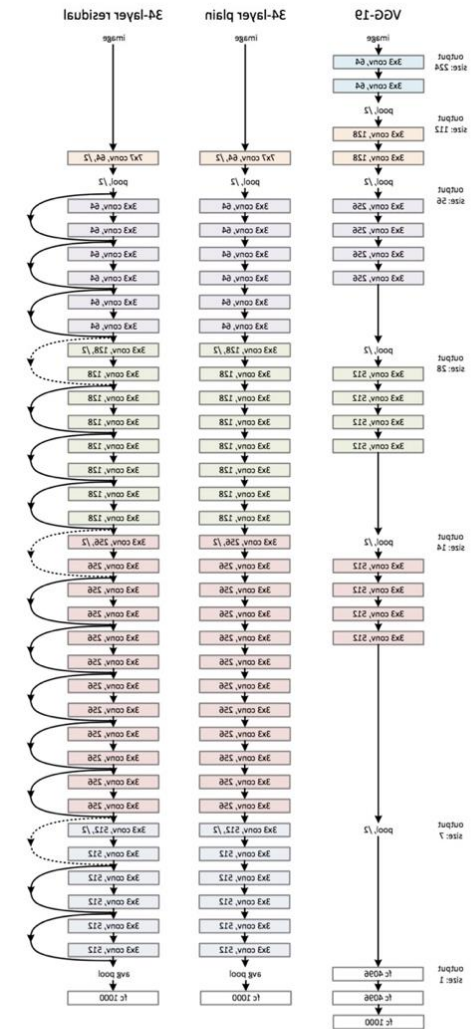 VGG-19
image
output
size: 224
3x3 conv, 64
3x3 conv, 64
output
size: 112
pool, /2
3x3 conv, 128
3x3 conv, 128
output
size: 56
pool, /2
3x3 conv, 256
3x3 conv, 256
3x3 conv, 256
3x3 conv, 256
output
size: 28
pool, /2
3x3 conv, 512
3x3 conv, 512
3x3 conv, 512
3x3 conv, 512
output
size: 14
pool, /2
3x3 conv, 512
3x3 conv, 512
3x3 conv, 512
3x3 conv, 512
output
size: 7
pool, /2
output
size: 1
fc 4096
fc 4096
fc 1000
34-layer plain
image
7x7 conv, 64, /2
pool, /2
3x3 conv, 64
3x3 conv, 64
3x3 conv, 64
3x3 conv, 64
3x3 conv, 64
3x3 conv, 64
3x3 conv, 128, /2
3x3 conv, 128
3x3 conv, 128
3x3 conv, 128
3x3 conv, 128
3x3 conv, 128
3x3 conv, 128
3x3 conv, 128
3x3 conv, 256, /2
3x3 conv, 256
3x3 conv, 256
3x3 conv, 256
3x3 conv, 256
3x3 conv, 256
3x3 conv, 256
3x3 conv, 256
3x3 conv, 256
3x3 conv, 256
3x3 conv, 256
3x3 conv, 256
3x3 conv, 512, /2
3x3 conv, 512
3x3 conv, 512
3x3 conv, 512
3x3 conv, 512
3x3 conv, 512
avg pool
fc 1000
34-layer residual
image
7x7 conv, 64, /2
pool, /2
3x3 conv, 64
3x3 conv, 64
3x3 conv, 64
3x3 conv, 64
3x3 conv, 64
3x3 conv, 64
3x3 conv, 128, /2
3x3 conv, 128
3x3 conv, 128
3x3 conv, 128
3x3 conv, 128
3x3 conv, 128
3x3 conv, 128
3x3 conv, 128
3x3 conv, 256, /2
3x3 conv, 256
3x3 conv, 256
3x3 conv, 256
3x3 conv, 256
3x3 conv, 256
3x3 conv, 256
3x3 conv, 256
3x3 conv, 256
3x3 conv, 256
3x3 conv, 256
3x3 conv, 256
3x3 conv, 512, /2
3x3 conv, 512
3x3 conv, 512
3x3 conv, 512
3x3 conv, 512
3x3 conv, 512
avg pool
fc 1000